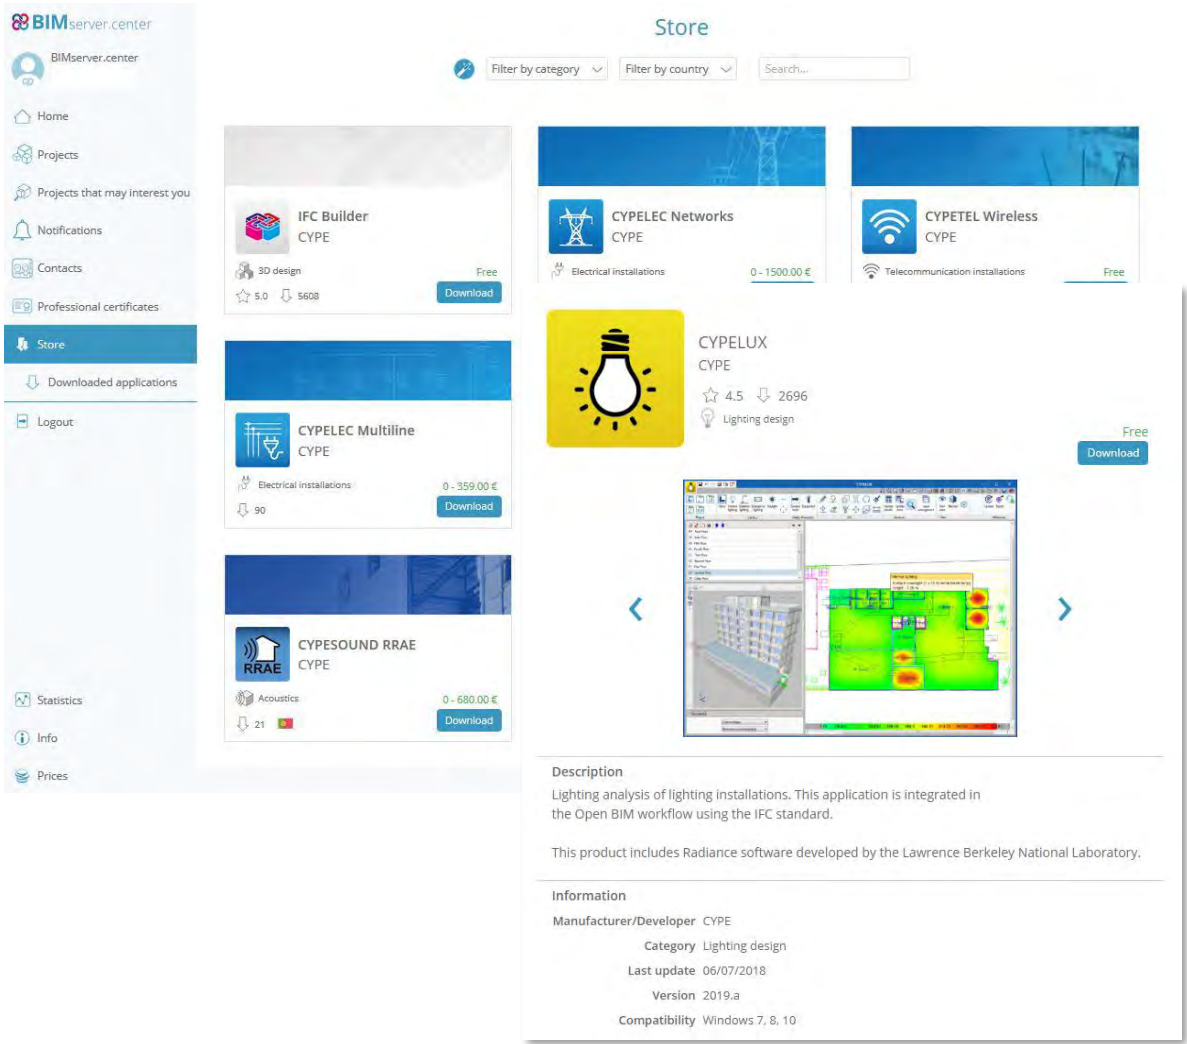 BIMserver.center
BIMserver.center
Home
Projects
Projects that may interest you
Notifications
Contacts
Professional certificates
Store
Downloaded applications
Logout
Statistics
Info
Prices
Store
Filter by category
Filter by country
Search...
IFC Builder
CYPE
3D design
Free
5.0
5608
Download
CYPELEC Networks
CYPE
Electrical installations
0 - 1500.00 €
CYPETEL Wireless
CYPE
Telecommunication installations
Free
CYPELEC Multiline
CYPE
Electrical installations
0 - 359.00 €
90
Download
RRAE
CYPESOUND RRAE
CYPE
Acoustics
0 - 680.00 €
21
Download
CYPELUX
CYPE
4.5
2696
Lighting design
Free
Download
CYPELUX
Description
Lighting analysis of lighting installations. This application is integrated in
the Open BIM workflow using the IFC standard.
This product includes Radiance software developed by the Lawrence Berkeley National Laboratory.
Information
Manufacturer/Developer CYPE
Category Lighting design
Last update 06/07/2018
Version 2019.a
Compatibility Windows 7, 8, 10